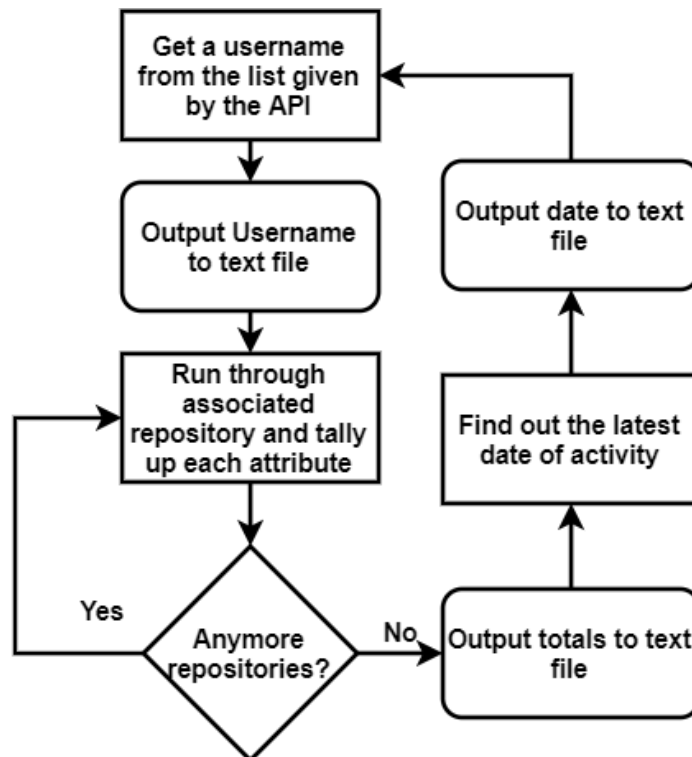 Get a username
from the list given
by the API
Output Username
to text file
Run through
associated
repository and tally
up each attribute
Anymore
repositories?
Yes
No
Output totals to text
file
Find out the latest
date of activity
Output date to text
file